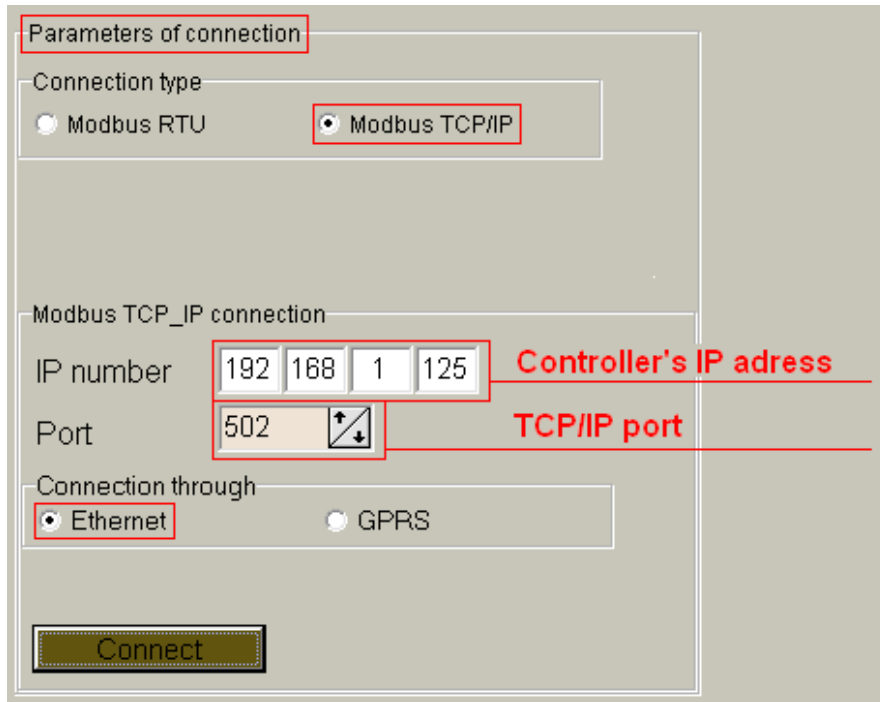 Parameters of connection
Connection type
Modbus RTU Modbus TCP/IP
Modbus TCP_IP connection
IP number 192 168 1 125 Controller's IP adress
Port 502 TCP/IP port
Connection through
Ethernet GPRS
Connect